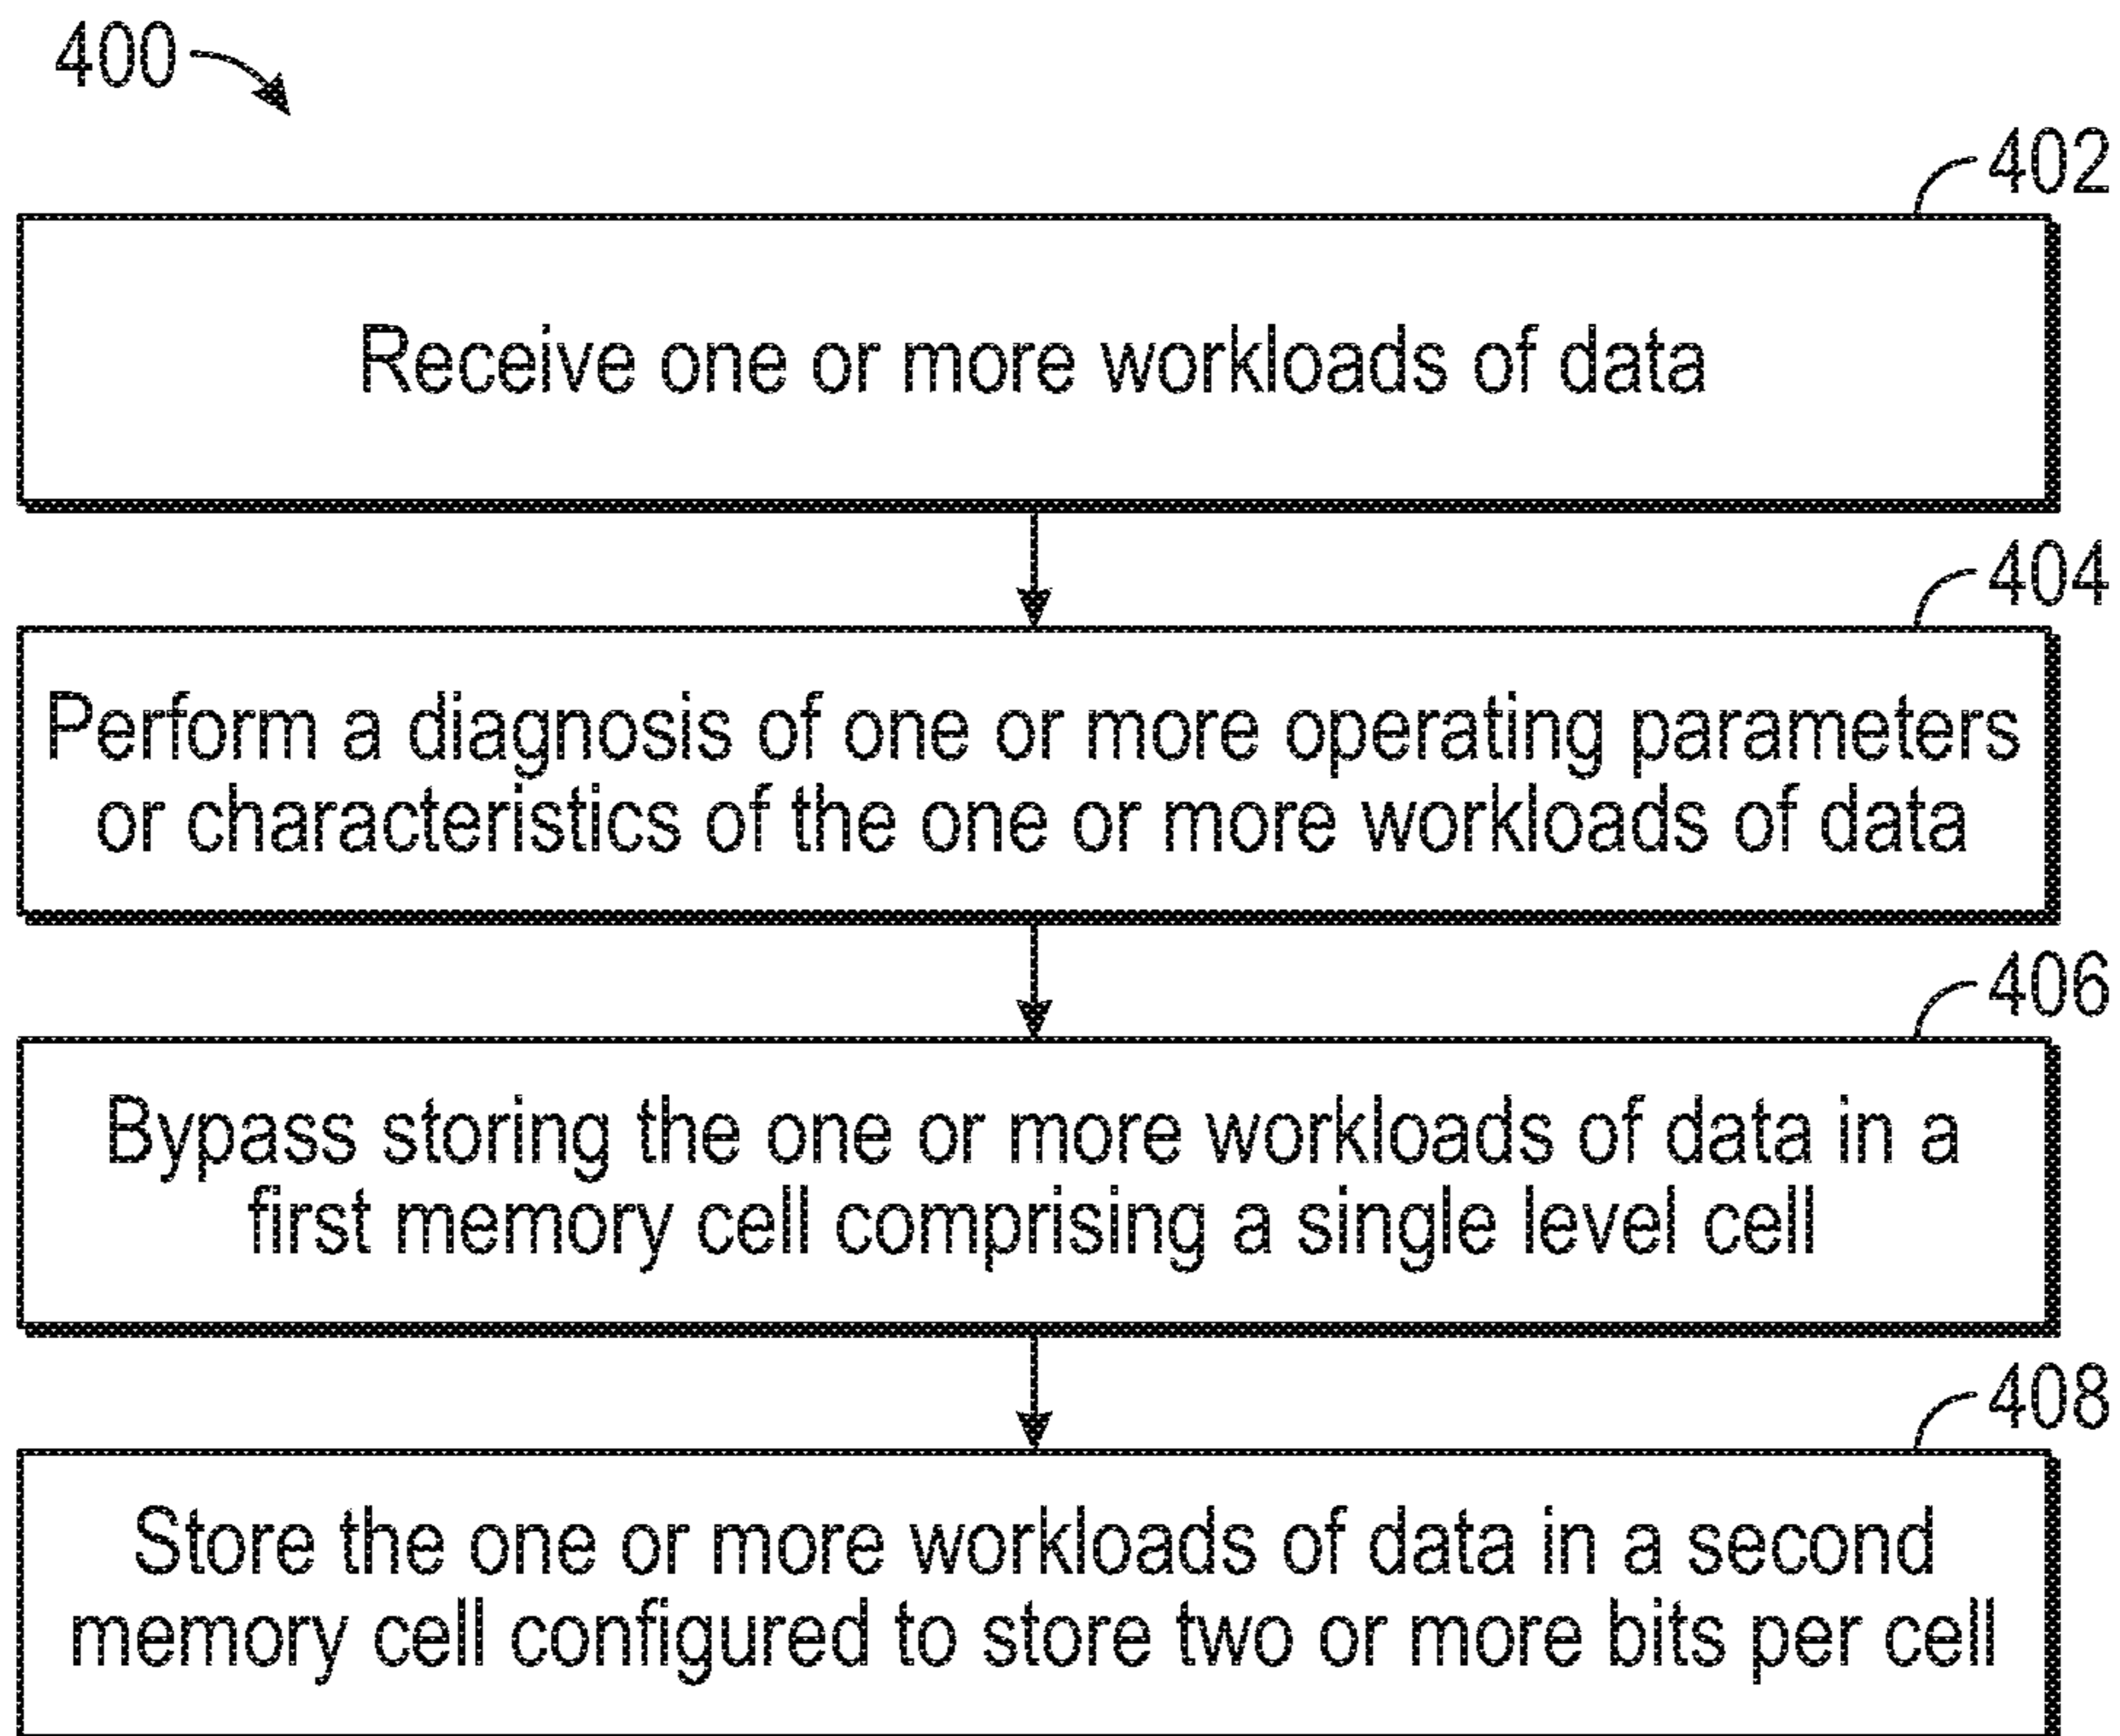 400
402
Receive one or more workloads of data
404
Perform a diagnosis of one or more operating parameters
or characteristics of the one or more workloads of data
406
Bypass storing the one or more workloads of data in a
first memory cell comprising a single level cell
408
Store the one or more workloads of data in a second
memory cell configured to store two or more bits per cell